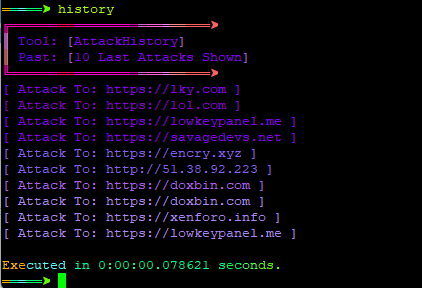 history
Tool: [AttackHistory]
Past: [10 Last Attacks Shown]
[ Attack To: https://lky.com ]
[ Attack To: https://lol.com ]
[ Attack To: https://lowkeypanel.me ]
[ Attack To: https://savagedevs.net ]
[ Attack To: https://encry.xyz ]
[ Attack To: http://51.38.92.223 ]
[ Attack To: https://doxbin.com ]
[ Attack To: https://doxbin.com ]
[ Attack To: https://xenforo.info ]
[ Attack To: https://lowkeypanel.me ]
Executed in 0:00:00.078621 seconds.